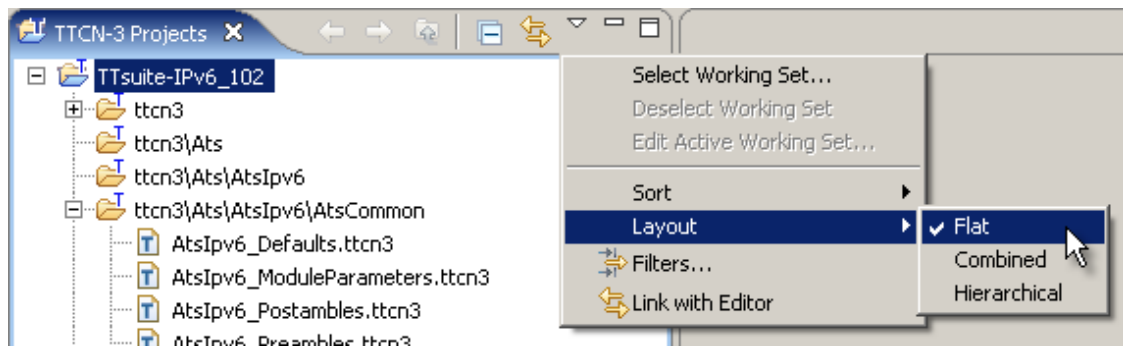 TTCN-3 Projects
TTsuite-IPv6_102
ttcn3
ttcn3\Ats
ttcn3\Ats\AtsIpv6
ttcn3\Ats\AtsIpv6\AtsCommon
AtsIpv6_Defaults.ttcn3
AtsIpv6_ModuleParameters.ttcn3
AtsIpv6_Postambles.ttcn3
AtsIpv6_Preambles.ttcn3
Select Working Set...
Deselect Working Set
Edit Active Working Set...
Sort
Layout
Filters...
Link with Editor
Flat
Combined
Hierarchical